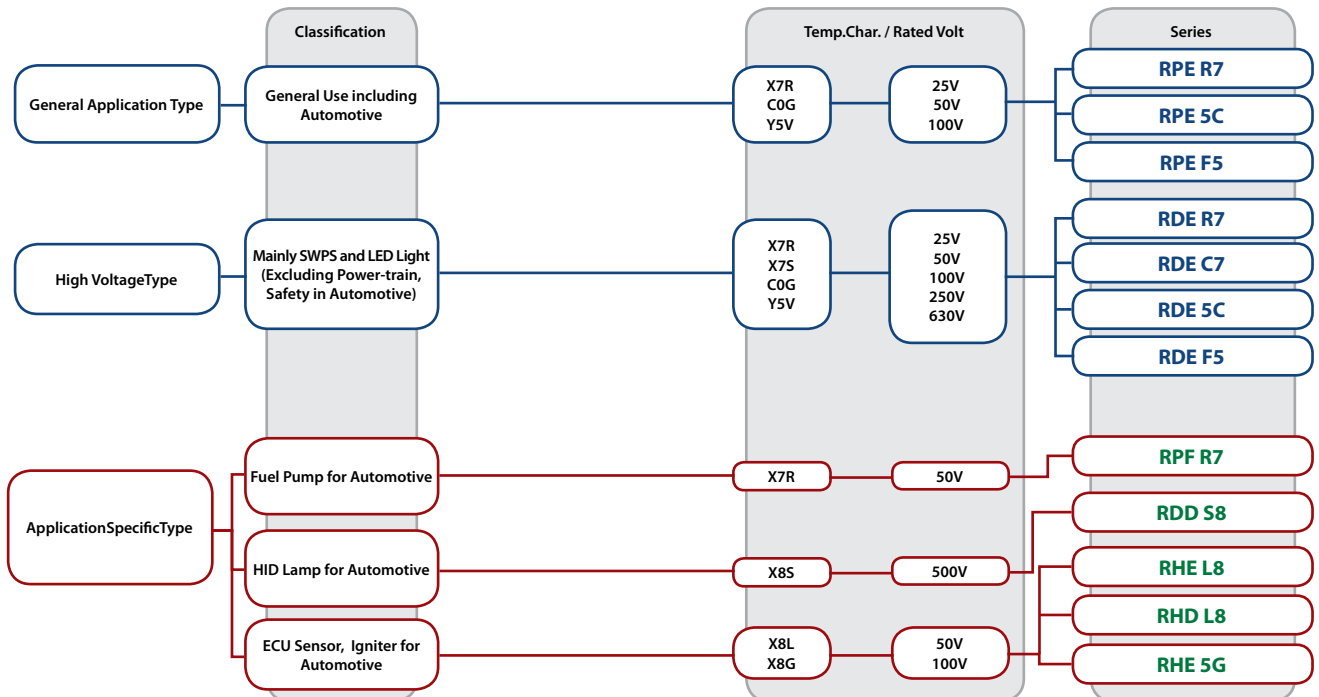 Classification
Temp.Char. / Rated Volt
Series
General Application Type
General Use including
Automotive
X7R
C0G
Y5V
25V
50V
100V
RPE R7
RPE 5C
RPE F5
High VoltageType
Mainly SWPS and LED Light
(Excluding Power-train,
Safety in Automotive)
X7R
X7S
C0G
Y5V
25V
50V
100V
250V
630V
RDE R7
RDE C7
RDE 5C
RDE F5
ApplicationSpecificType
Fuel Pump for Automotive
X7R
50V
RPF R7
HID Lamp for Automotive
X8S
500V
RDD S8
ECU Sensor, Igniter for
Automotive
X8L
X8G
50V
100V
RHE L8
RHD L8
RHE 5G